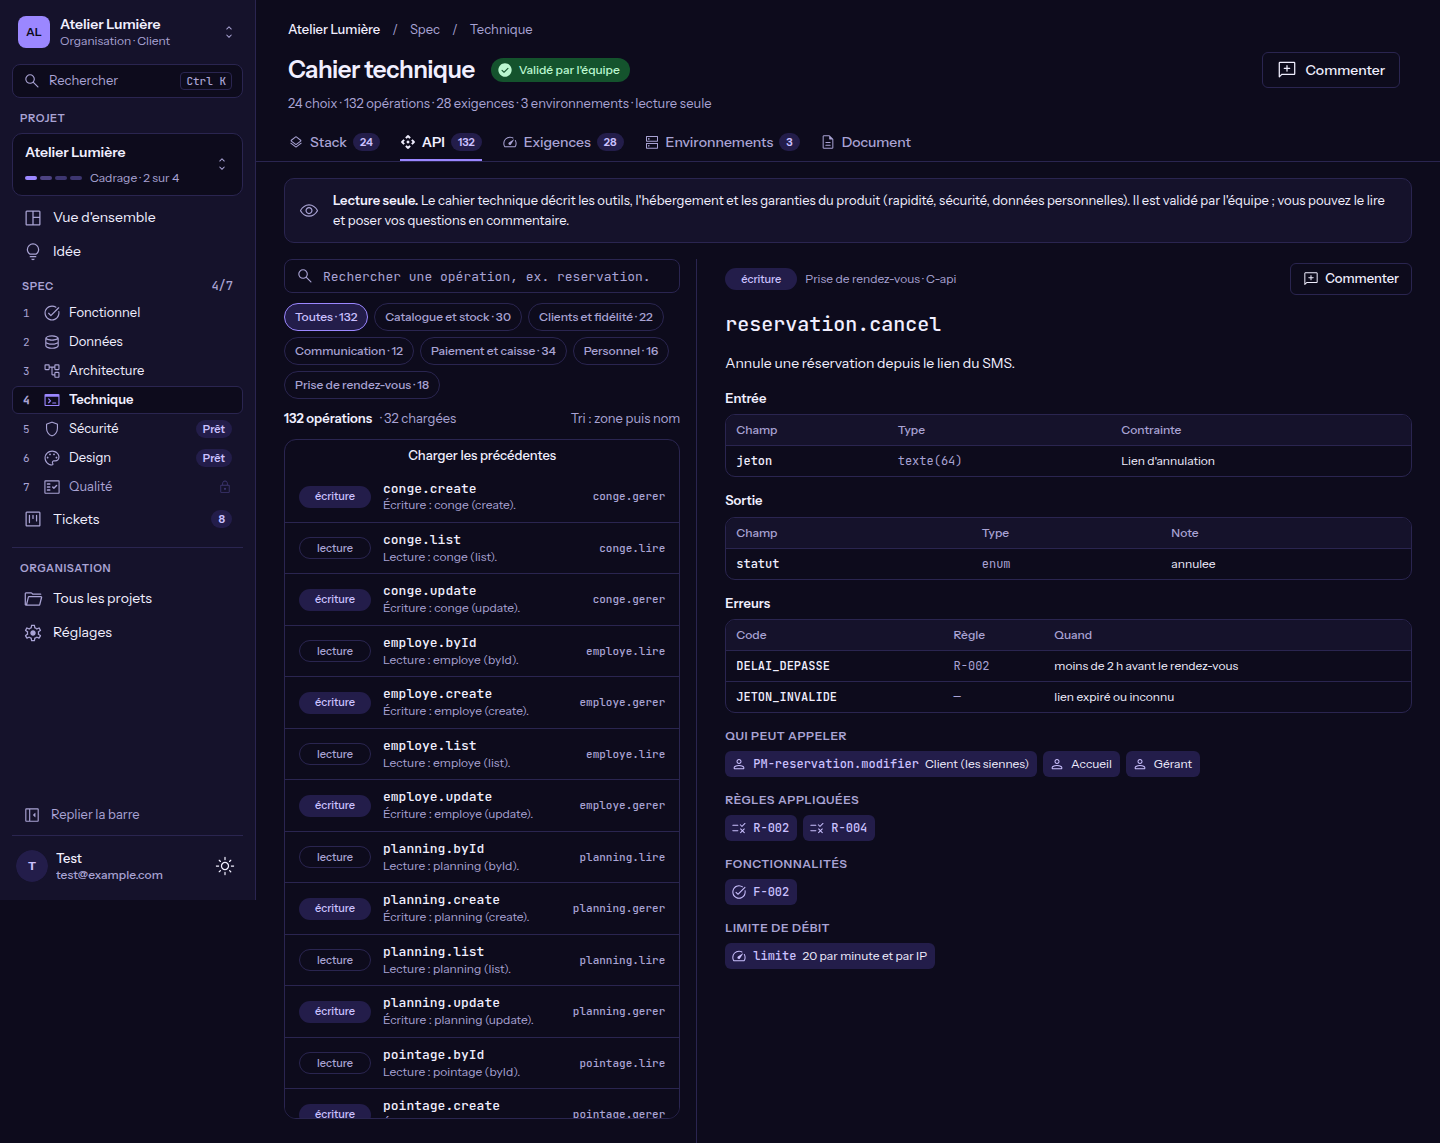 AL
Atelier Lumière
Organisation · Client
Rechercher
Ctrl K
PROJET
Atelier Lumière
Cadrage · 2 sur 4
Vue d'ensemble
Idée
SPEC 4/7
1 Fonctionnel
2 Données
3 Architecture
4 Technique
5 Sécurité Prêt
6 Design Prêt
7 Qualité
Tickets 8
ORGANISATION
Tous les projets
Réglages
Replier la barre
T
Test
test@example.com
Atelier Lumière / Spec / Technique
Cahier technique
Validé par l'équipe
Commenter
24 choix · 132 opérations · 28 exigences · 3 environnements · lecture seule
Stack 24 API 132 Exigences 28 Environnements 3 Document
Lecture seule. Le cahier technique décrit les outils, l'hébergement et les garanties du produit (rapidité, sécurité, données personnelles). Il est validé par l'équipe ; vous pouvez le lire
et poser vos questions en commentaire.
Rechercher une opération, ex. reservation.
Toutes · 132 Catalogue et stock · 30 Clients et fidélité · 22
Communication · 12 Paiement et caisse · 34 Personnel · 16
Prise de rendez-vous · 18
132 opérations · 32 chargées Tri : zone puis nom
Charger les précédentes
écriture conge.create conge.gerer
Écriture : conge (create).
lecture conge.list conge.lire
Lecture : conge (list).
écriture conge.update conge.gerer
Écriture : conge (update).
lecture employe.byId employe.lire
Lecture : employe (byId).
écriture employe.create employe.gerer
Écriture : employe (create).
lecture employe.list employe.lire
Lecture : employe (list).
écriture employe.update employe.gerer
Écriture : employe (update).
lecture planning.byId planning.lire
Lecture : planning (byId).
écriture planning.create planning.gerer
Écriture : planning (create).
lecture planning.list planning.lire
Lecture : planning (list).
écriture planning.update planning.gerer
Écriture : planning (update).
lecture pointage.byId pointage.lire
Lecture : pointage (byId).
écriture pointage.create pointage.gerer
écriture Prise de rendez-vous · C-api
Commenter
reservation.cancel
Annule une réservation depuis le lien du SMS.
Entrée
Champ Type Contrainte
jeton texte(64) Lien d'annulation
Sortie
Champ Type Note
statut enum annulee
Erreurs
Code Règle Quand
DELAI_DEPASSE R-002 moins de 2 h avant le rendez-vous
JETON_INVALIDE — lien expiré ou inconnu
QUI PEUT APPELER
PM-reservation.modifier Client (les siennes) Accueil Gérant
RÈGLES APPLIQUÉES
R-002 R-004
FONCTIONNALITÉS
F-002
LIMITE DE DÉBIT
limite 20 par minute et par IP